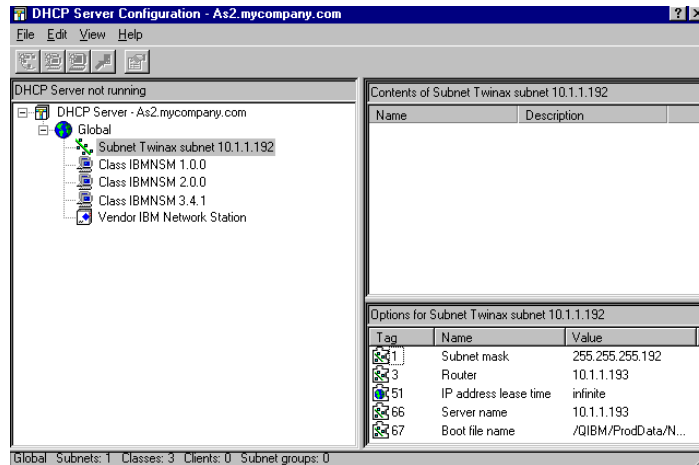 DHCP Server Configuration - As2.mycompany.com
File Edit View Help
DHCP Server not running
DHCP Server - As2.mycompany.com
Global
Subnet Twinax subnet 10.1.1.192
Class IBMNSM 1.0.0
Class IBMNSM 2.0.0
Class IBMNSM 3.4.1
Vendor IBM Network Station
Contents of Subnet Twinax subnet 10.1.1.192
Name Description
Options for Subnet Twinax subnet 10.1.1.192
Tag Name Value
1 Subnet mask 255.255.255.192
3 Router 10.1.1.193
51 IP address lease time infinite
66 Server name 10.1.1.193
67 Boot file name /QIBM/ProdData/N...
Global Subnets: 1 Classes: 3 Clients: 0 Subnet groups: 0